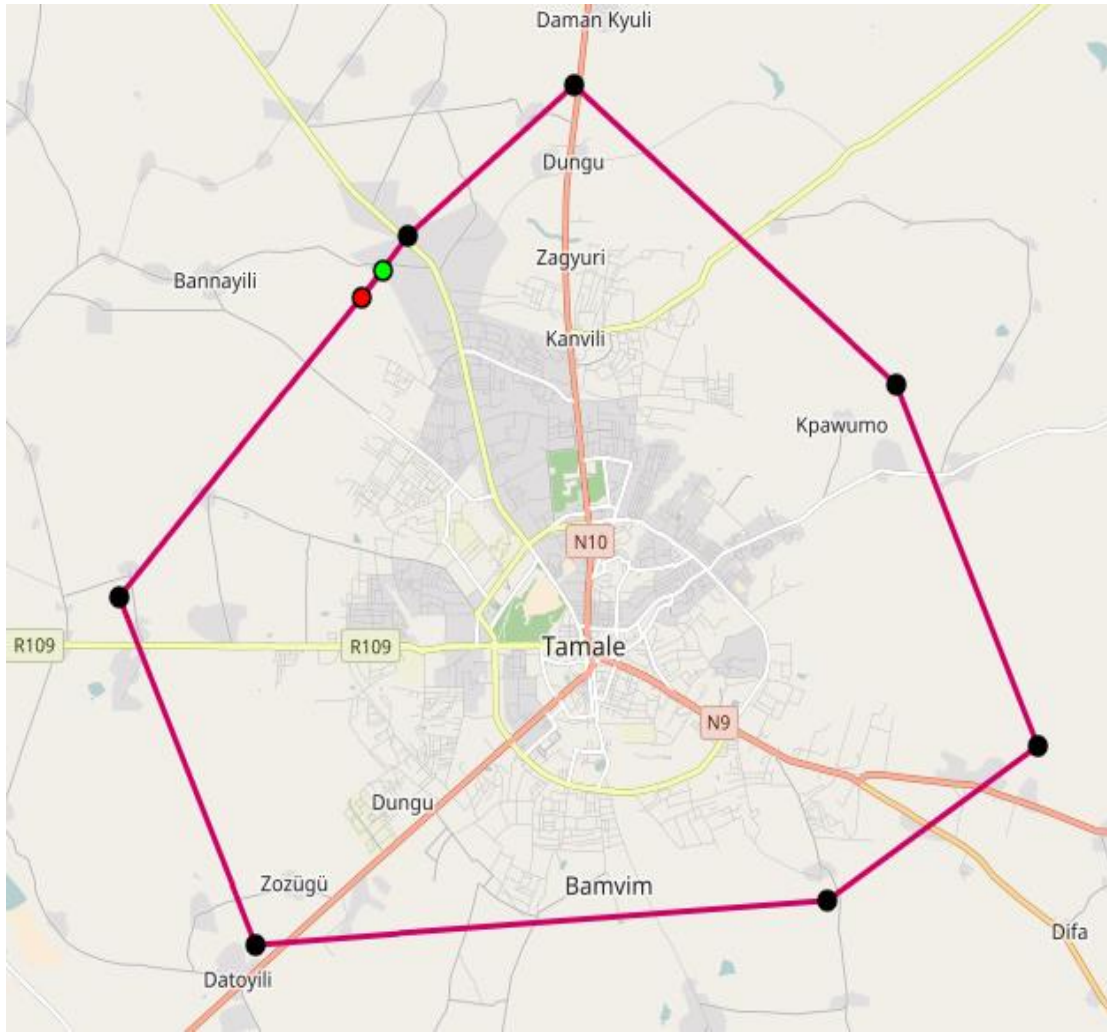 Daman Kyuli
Dungu
Zagyuri
Bannayili
Kanvili
Kpawumo
N10
R109
R109
Tamale
N9
Dungu
Zozügü
Bamvim
Difa
Datoyili